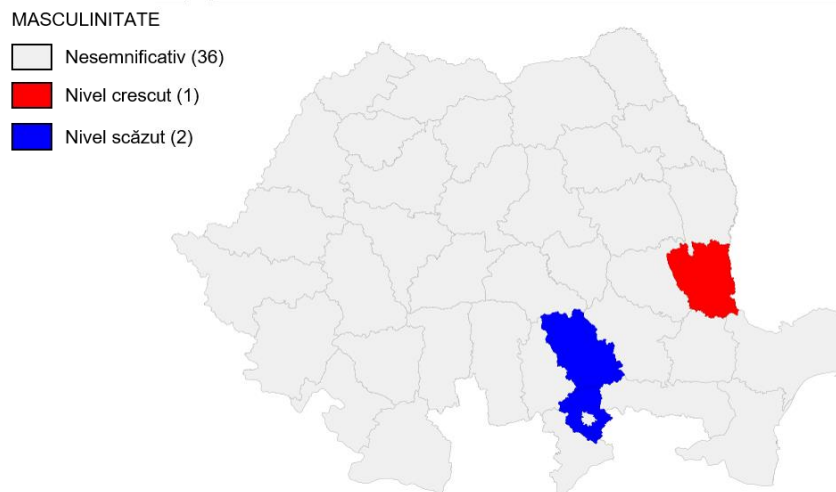 MASCULINITATE
Nesemnificativ (36)
Nivel crescut (1)
Nivel scăzut (2)